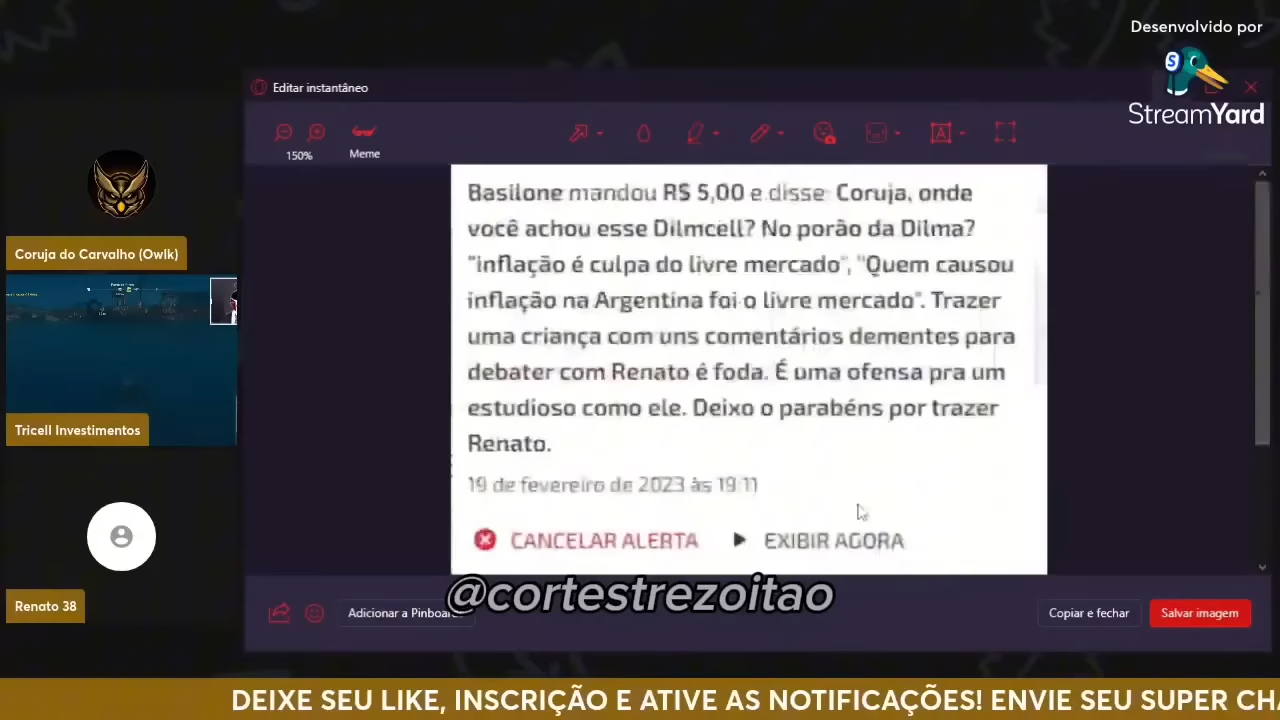 Desenvolvido por
StreamYard
Editar instantâneo
150%
Meme
Basilone mandou R$ 5,00 e disse Coruja, onde
você achou esse Dilmcell? No porão da Dilma?
"inflação é culpa do livre mercado", "Quem causou
inflação na Argentina foi o livre mercado". Trazer
uma criança com uns comentários dementes para
debater com Renato é foda. É uma ofensa pra um
estudioso como ele. Deixo o parabéns por trazer
Renato.
19 de fevereiro de 2023 às 19:11
CANCELAR ALERTA
EXIBIR AGORA
Coruja do Carvalho (Owlk)
Tricell Investimentos
Renato 38
@cortestrezoitao
Adicionar a Pinboards
Copiar e fechar
Salvar imagem
DEIXE SEU LIKE, INSCRIÇÃO E ATIVE AS NOTIFICAÇÕES! ENVIE SEU SUPER CHA